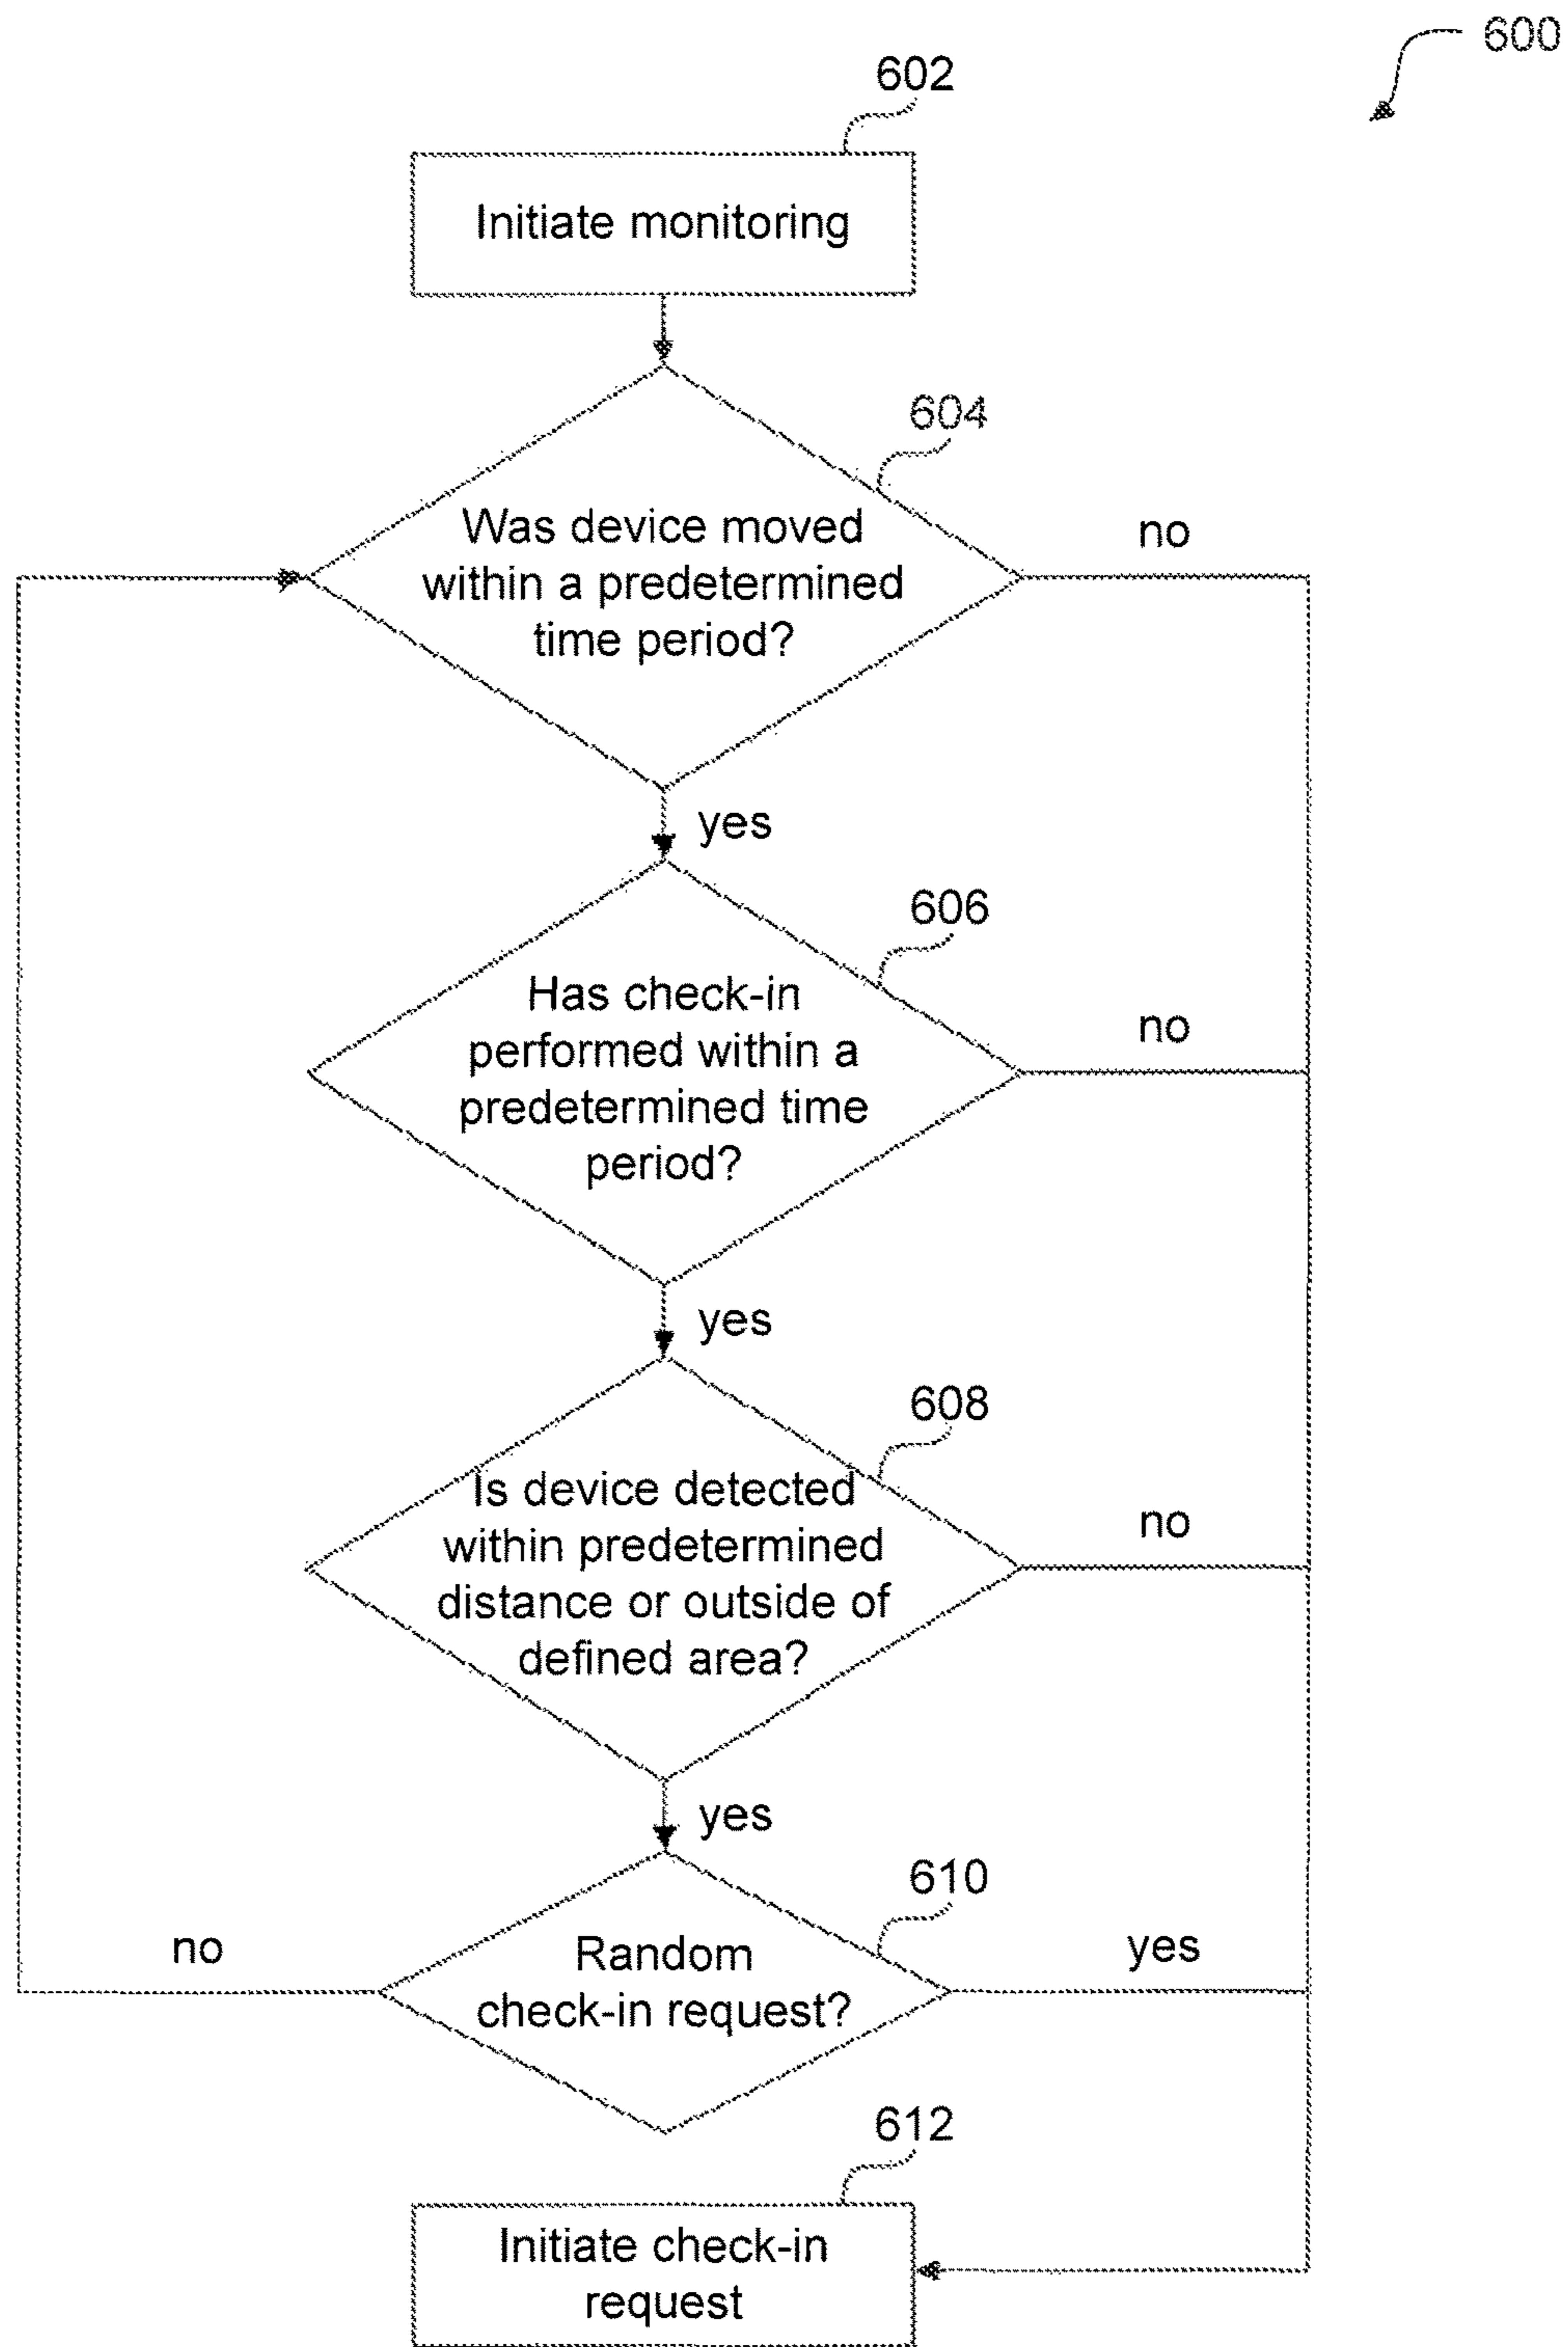 600
602
Initiate monitoring
604
Was device moved
within a predetermined
time period?
no
yes
606
Has check-in
performed within a
predetermined time
period?
no
yes
608
Is device detected
within predetermined
distance or outside of
defined area?
no
yes
610
Random
check-in request?
no
yes
612
Initiate check-in
request